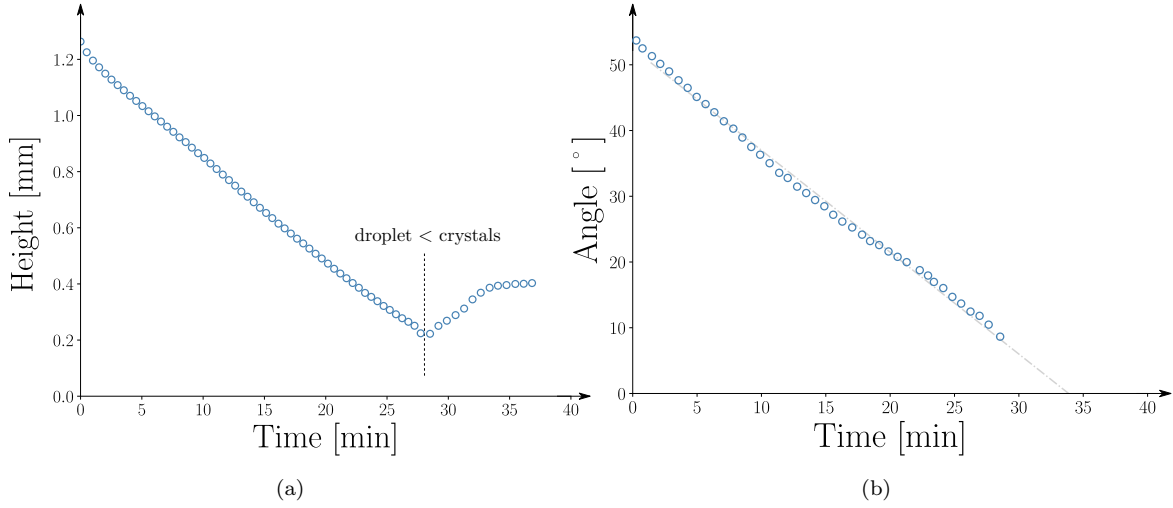 1.2
1.0
0.8
0.6
0.4
0.2
0.0
Height [mm]
droplet < crystals
0 5 10 15 20 25 30 35 40
Time [min]
(a)
50
40
30
20
10
0
Angle [°]
0 5 10 15 20 25 30 35 40
Time [min]
(b)